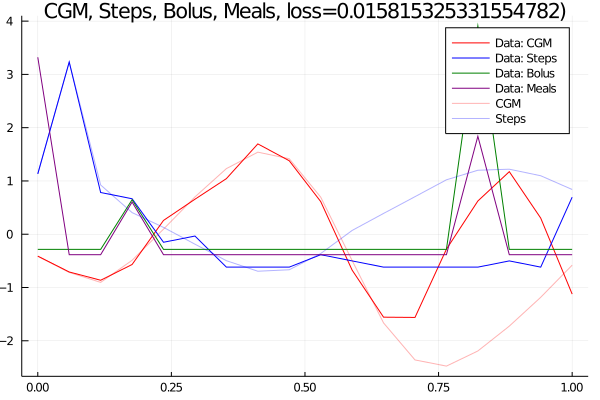 CGM, Steps, Bolus, Meals, loss=0.015815325331554782)
4
3
2
1
0
−1
−2
Data: CGM
Data: Steps
Data: Bolus
Data: Meals
CGM
Steps
0.00 0.25 0.50 0.75 1.00